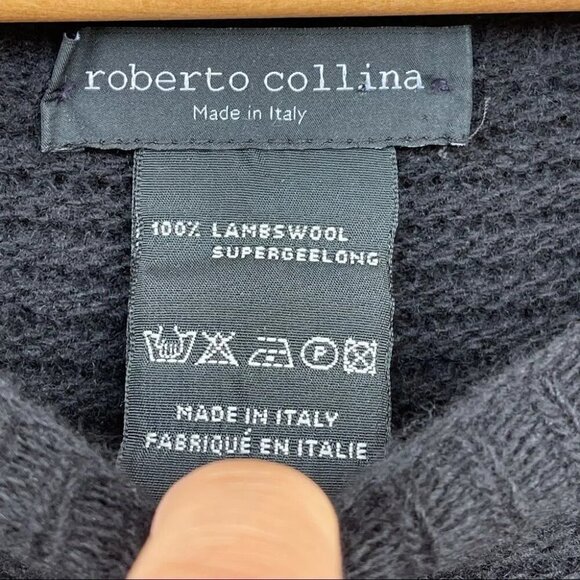 roberto collina
Made in Italy
100% LAMBSWOOL
SUPERGEELONG
P
MADE IN ITALY
FABRIQUÉ EN ITALIE